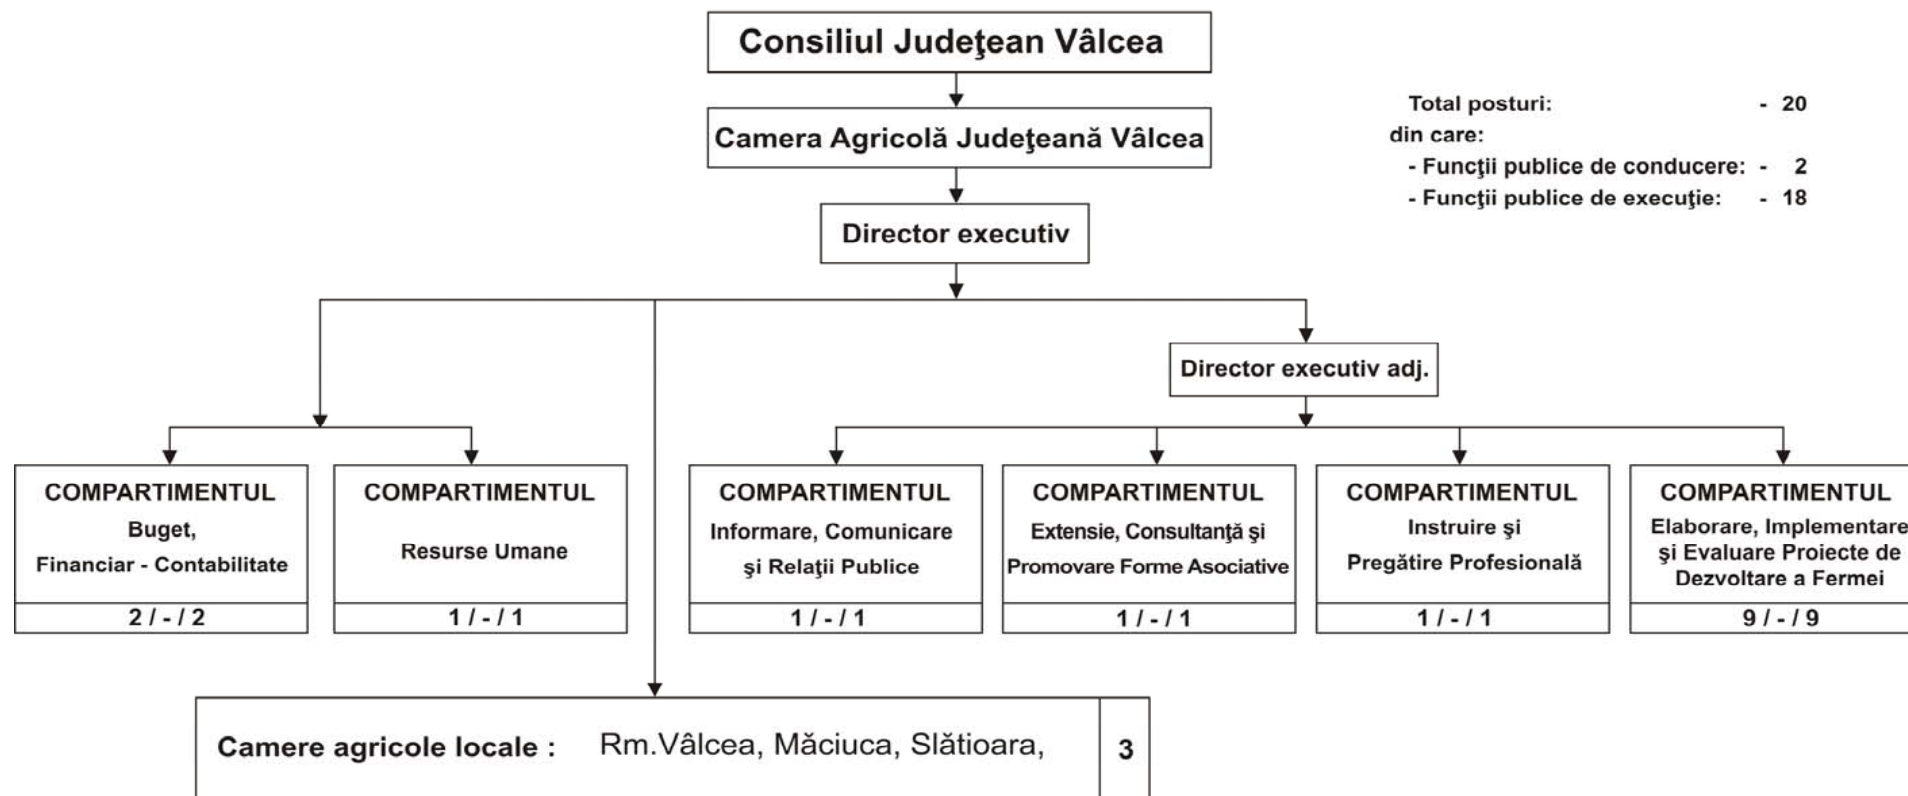 Consiliul Judeţean Vâlcea
Camera Agricolă Judeţeană Vâlcea
Total posturi: - 20
din care:
- Funcţii publice de conducere: - 2
- Funcţii publice de execuţie: - 18
Director executiv
Director executiv adj.
COMPARTIMENTUL
Buget,
Financiar - Contabilitate
2 / - / 2
COMPARTIMENTUL
Resurse Umane
1 / - / 1
COMPARTIMENTUL
Informare, Comunicare
şi Relaţii Publice
1 / - / 1
COMPARTIMENTUL
Extensie, Consultanţă şi
Promovare Forme Asociative
1 / - / 1
COMPARTIMENTUL
Instruire şi
Pregătire Profesională
1 / - / 1
COMPARTIMENTUL
Elaborare, Implementare
şi Evaluare Proiecte de
Dezvoltare a Fermei
9 / - / 9
Camere agricole locale : Rm.Vâlcea, Măciuca, Slătioara, 3